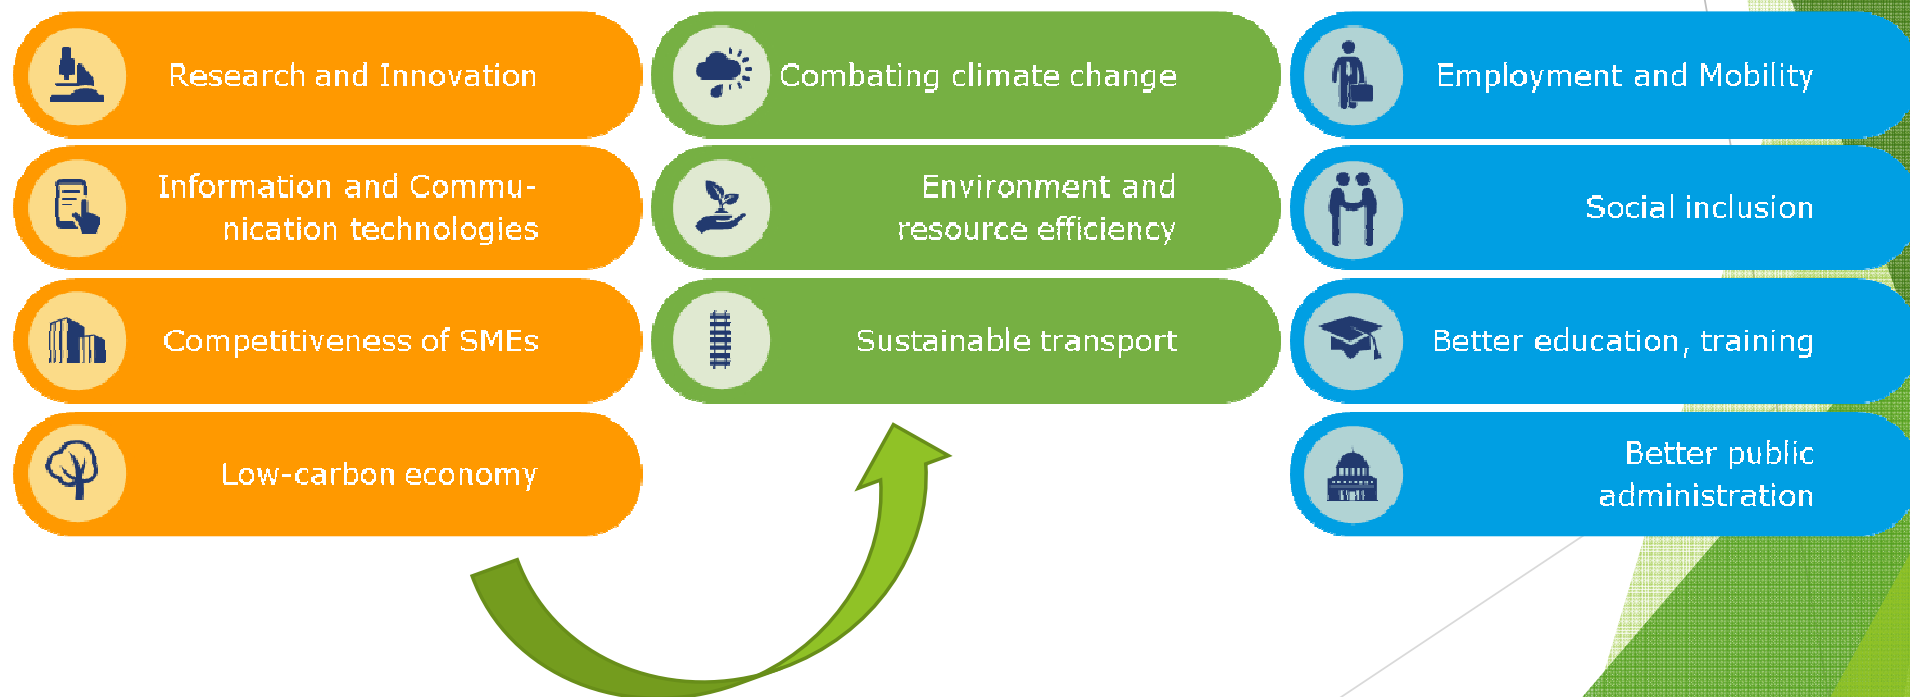 Research and Innovation
Information and Commu-
nication technologies
Competitiveness of SMEs
Low-carbon economy
Combating climate change
Environment and
resource efficiency
Sustainable transport
Employment and Mobility
Social inclusion
Better education, training
Better public
administration